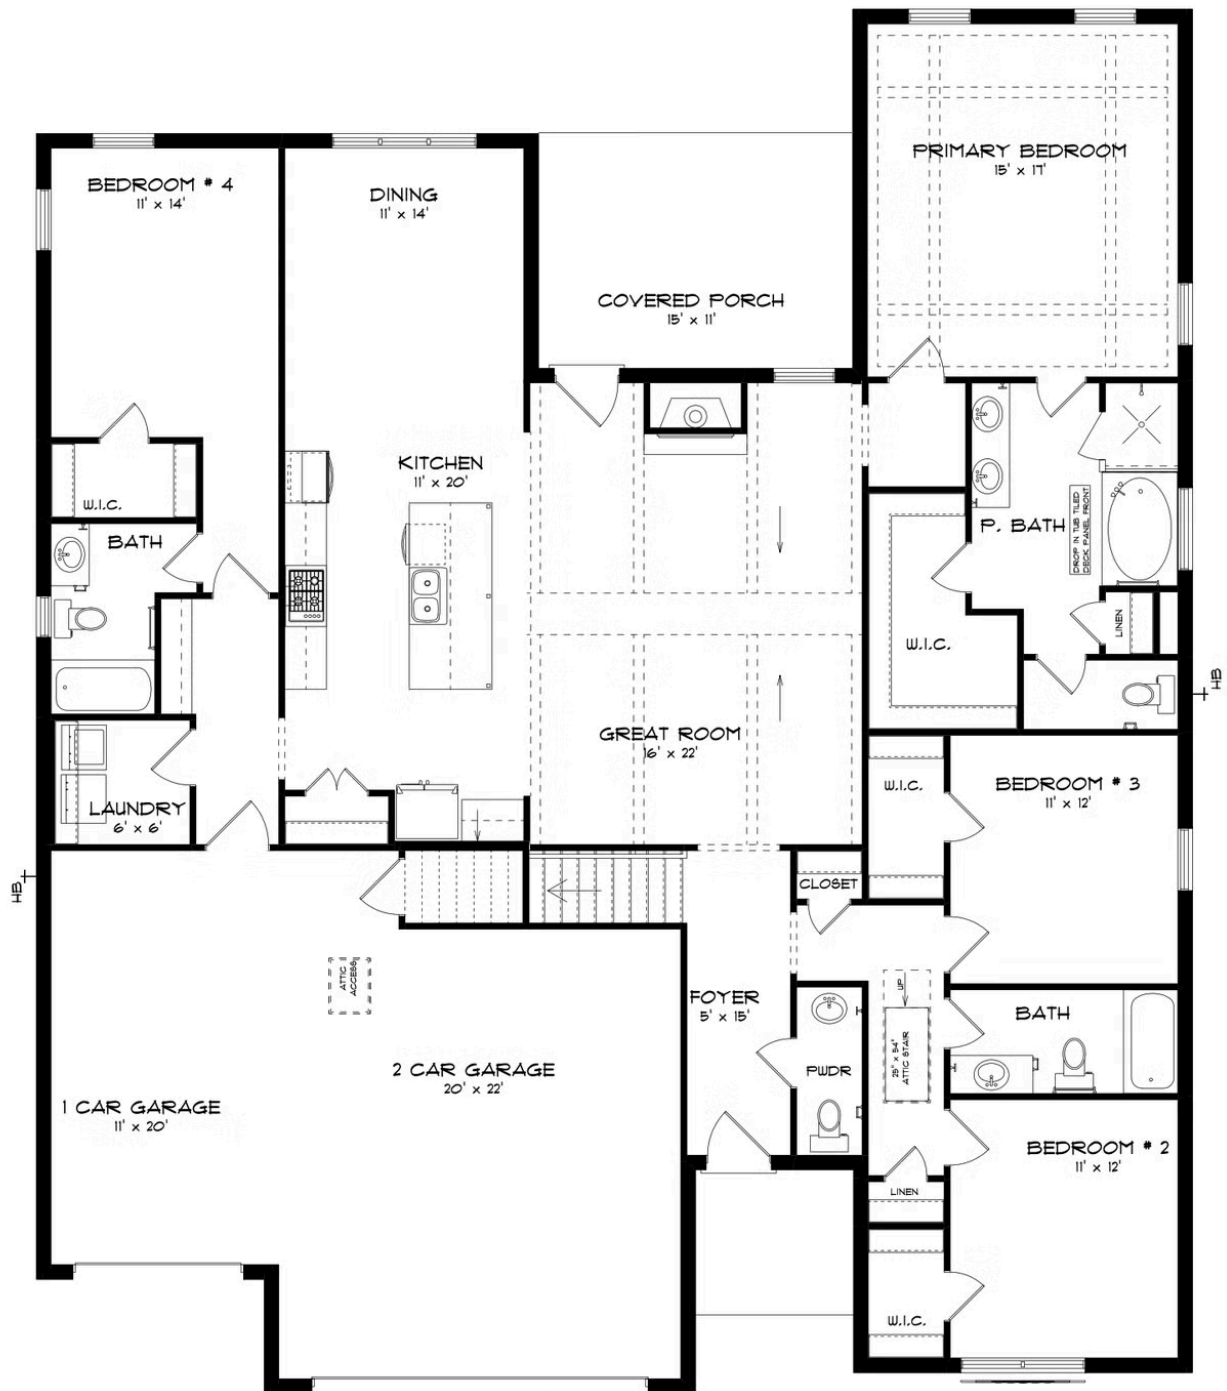 PRIMARY BEDROOM
15' x 17'
BEDROOM # 4
11' x 14'
DINING
11' x 14'
COVERED PORCH
15' x 11'
KITCHEN
11' x 20'
W.I.C.
BATH
P. BATH
DROP IN TUB TILED
DECK PANEL FRONT
LINEN
W.I.C.
HB
GREAT ROOM
16' x 22'
LAUNDRY
6' x 6'
W.I.C.
BEDROOM # 3
11' x 12'
HB
CLOSET
ATTIC
ACCESS
FOYER
5' x 15'
UP
BATH
25" x 54"
ATTIC STAIR
PWDR
2 CAR GARAGE
20' x 22'
1 CAR GARAGE
11' x 20'
BEDROOM # 2
11' x 12'
LINEN
W.I.C.